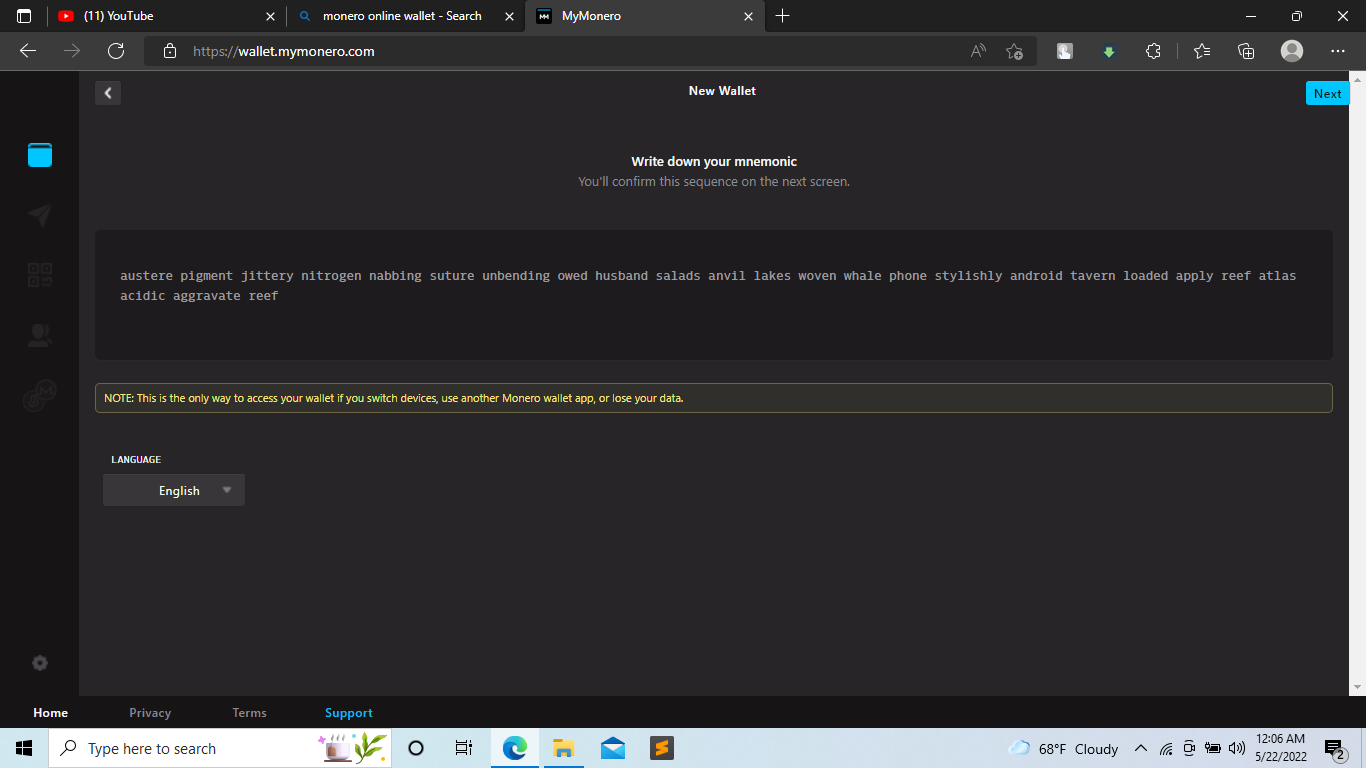 (11) YouTube
monero online wallet - Search
MyMonero
https://wallet.mymonero.com
New Wallet
Next
Write down your mnemonic
You'll confirm this sequence on the next screen.
austere pigment jittery nitrogen nabbing suture unbending owed husband salads anvil lakes woven whale phone stylishly android tavern loaded apply reef atlas
acidic aggravate reef
NOTE: This is the only way to access your wallet if you switch devices, use another Monero wallet app, or lose your data.
LANGUAGE
English
Home Privacy Terms Support
Type here to search
68°F Cloudy
12:06 AM
5/22/2022
2